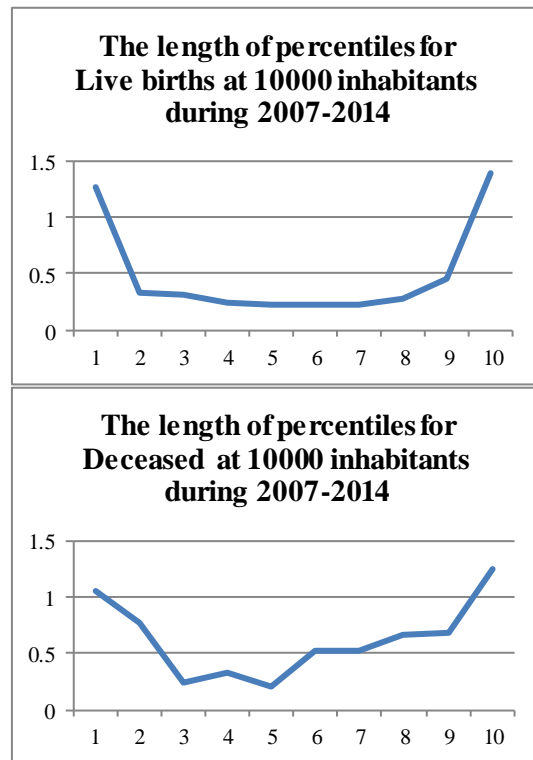 The length of percentiles for
Live births at 10000 inhabitants
during 2007-2014
1.5
1
0.5
0
1 2 3 4 5 6 7 8 9 10
The length of percentiles for
Deceased at 10000 inhabitants
during 2007-2014
1.5
1
0.5
0
1 2 3 4 5 6 7 8 9 10